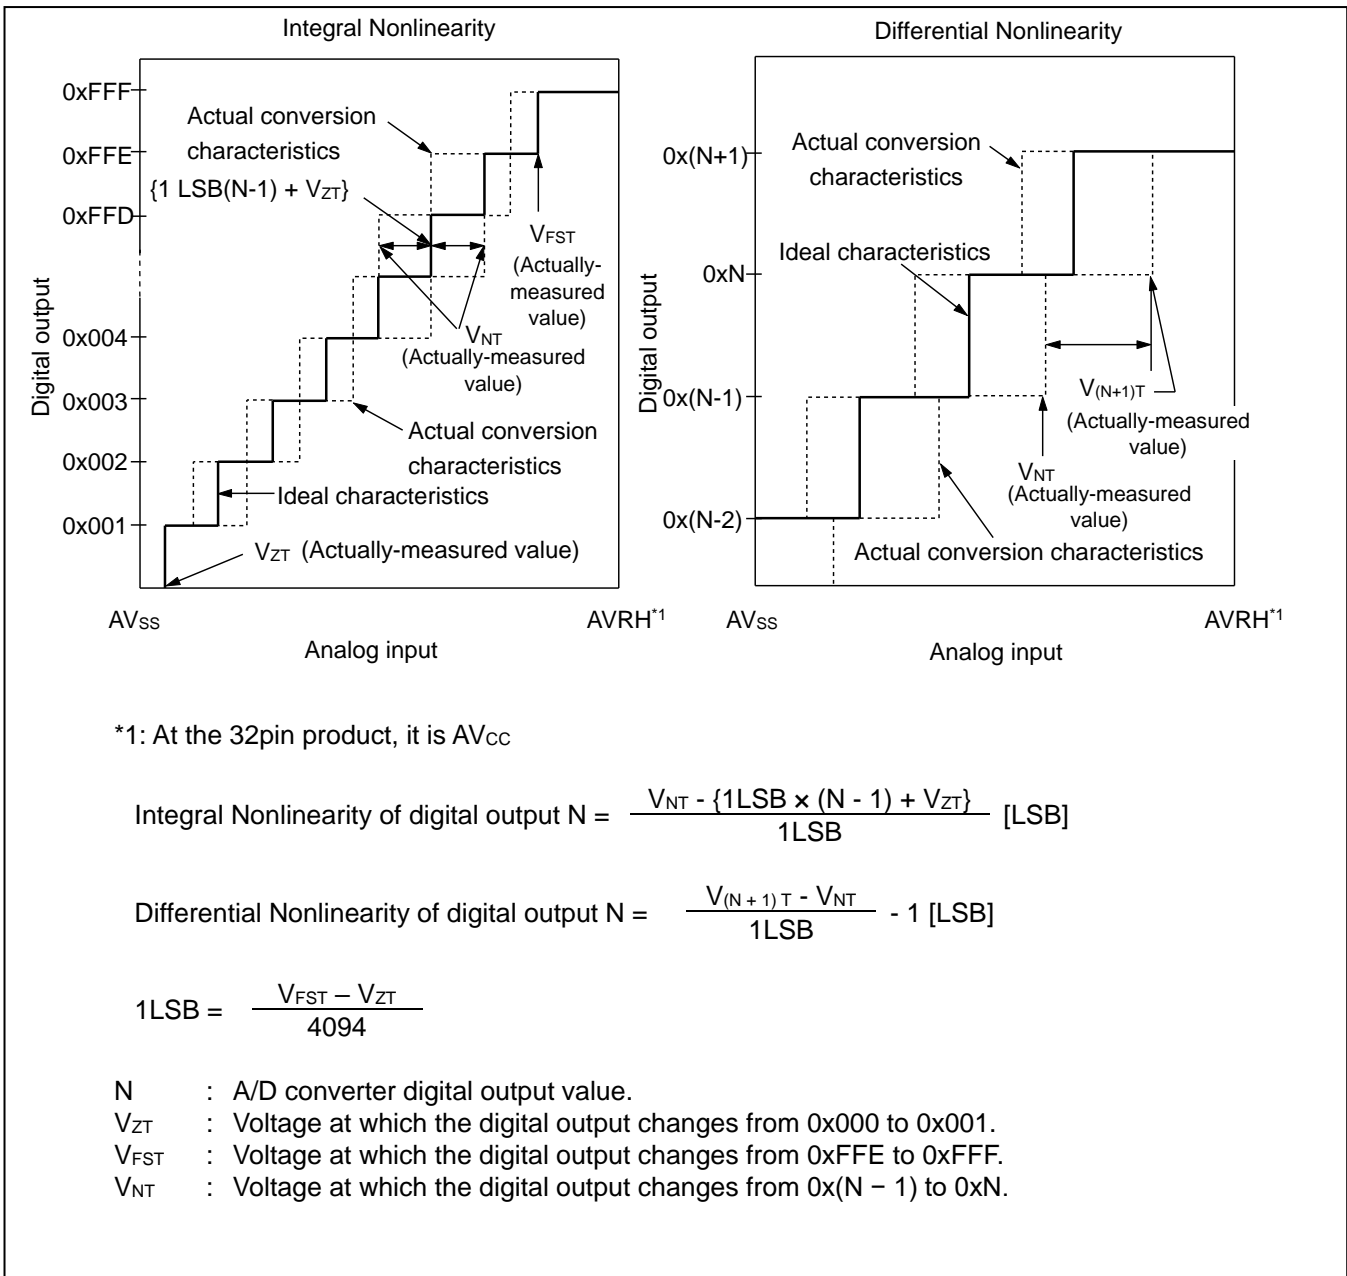 Integral Nonlinearity
0xFFF
0xFFE
0xFFD
0x004
0x003
0x002
0x001
Digital output
Actual conversion
characteristics
{1 LSB(N-1) + VZT}
VFST
(Actually-
measured
value)
VNT
(Actually-measured
value)
Actual conversion
characteristics
Ideal characteristics
VZT (Actually-measured value)
AVSS
AVRH*1
Analog input
Differential Nonlinearity
0x(N+1)
0xN
0x(N-1)
0x(N-2)
Digital output
Actual conversion
characteristics
Ideal characteristics
V(N+1)T
(Actually-measured
value)
VNT
(Actually-measured
value)
Actual conversion characteristics
AVSS
AVRH*1
Analog input
*1: At the 32pin product, it is AVCC
Integral Nonlinearity of digital output N = VNT - {1LSB × (N - 1) + VZT} / 1LSB [LSB]
Differential Nonlinearity of digital output N = V(N + 1) T - VNT / 1LSB - 1 [LSB]
1LSB = VFST – VZT / 4094
N : A/D converter digital output value.
VZT : Voltage at which the digital output changes from 0x000 to 0x001.
VFST : Voltage at which the digital output changes from 0xFFE to 0xFFF.
VNT : Voltage at which the digital output changes from 0x(N − 1) to 0xN.